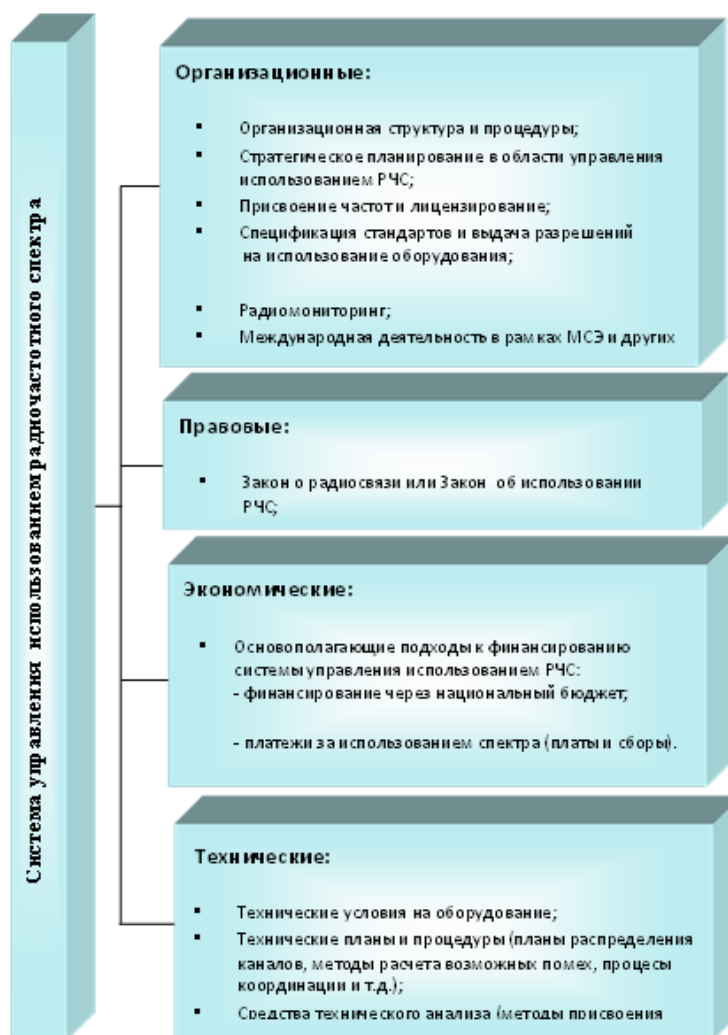 Система управления использованием радиочастотного спектра
Организационные:
▪ Организационная структура и процедуры;
▪ Стратегическое планирование в области управления
использованием РЧС;
▪ Присвоение частот и лицензирование;
▪ Спецификация стандартов и выдача разрешений
на использование оборудования;
▪ Радиомониторинг;
▪ Международная деятельность в рамках МСЭ и других
Правовые:
▪ Закон о радиосвязи или Закон об использовании
РЧС;
Экономические:
▪ Основополагающие подходы к финансированию
системы управления использованием РЧС:
- финансирование через национальный бюджет;
- платежи за использованием спектра (платы и сборы).
Технические:
▪ Технические условия на оборудование;
▪ Технические планы и процедуры (планы распределения
каналов, методы расчета возможных помех, процесы
координации и т.д.);
▪ Средства технического анализа (методы присвоения